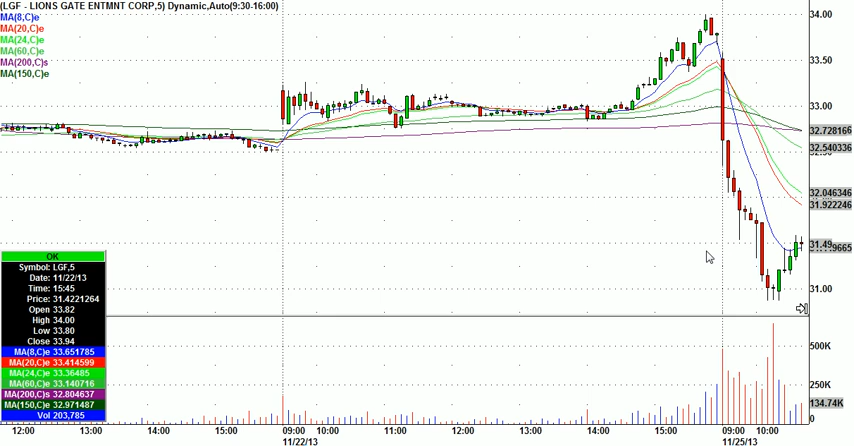 (LGF - LIONS GATE ENTMNT CORP,5) Dynamic,Auto(9:30-16:00)
MA(8,C)e
MA(20,C)e
MA(24,C)e
MA(60,C)e
MA(200,C)s
MA(150,C)e
34.00
33.50
33.00
32.728166
32.540336
32.50
32.046346
31.922246
31.49
31.00
500K
250K
134.74K
0
OK
Symbol: LGF,5
Date: 11/22/13
Time: 15:45
Price: 31.4221264
Open 33.82
High 34.00
Low 33.80
Close 33.94
MA(8,C)e 33.651785
MA(20,C)e 33.414599
MA(24,C)e 33.36485
MA(60,C)e 33.140716
MA(200,C)s 32.804637
MA(150,C)e 32.971487
Vol 203,785
12:00 13:00 14:00 15:00 09:00 10:00 11:00 12:00 13:00 14:00 15:00 09:00 10:00
11/22/13 11/25/13